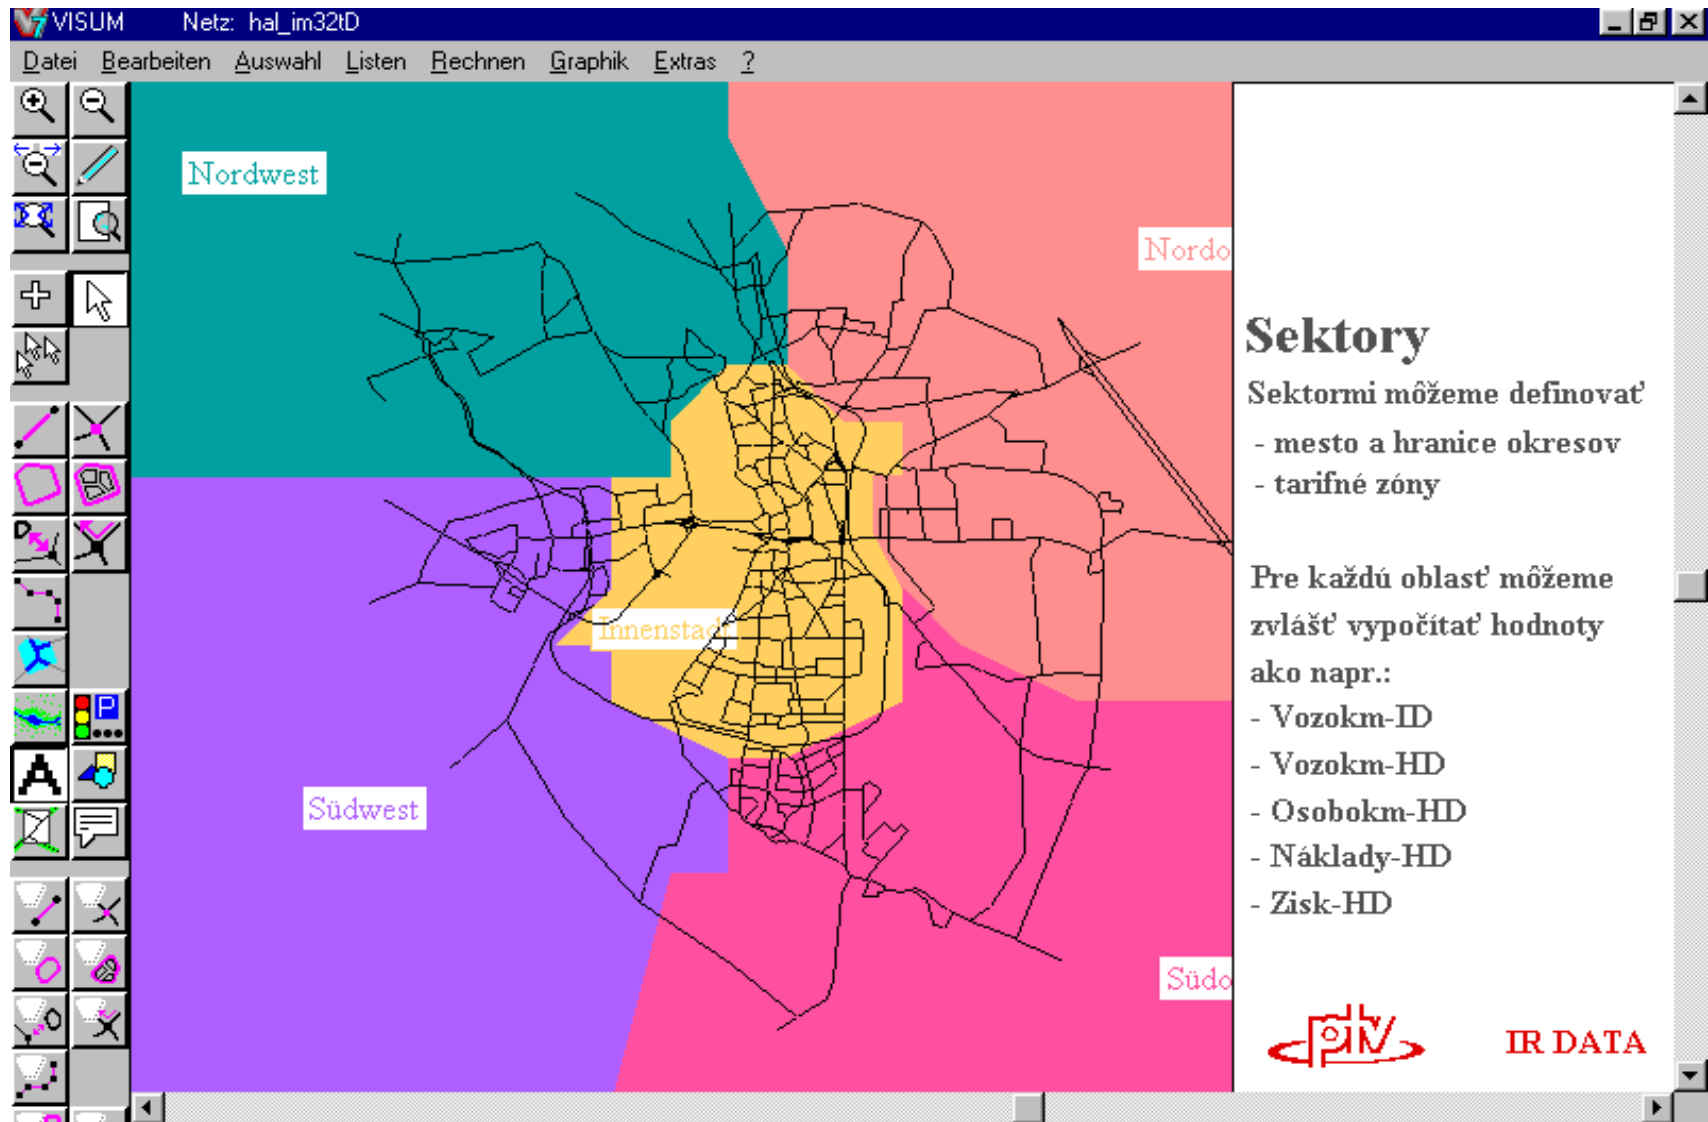 VISUM Netz: hal_im32tD
Datei Bearbeiten Auswahl Listen Rechnen Graphik Extras ?
Nordwest
Nordo
Innenstadt
Südwest
Südo
Sektory
Sektormi môžeme definovať
- mesto a hranice okresov
- tarifné zóny
Pre každú oblasť môžeme
zvlášť vypočítať hodnoty
ako napr.:
- Vozokm-ID
- Vozokm-HD
- Osobokm-HD
- Náklady-HD
- Zisk-HD
ptv IR DATA